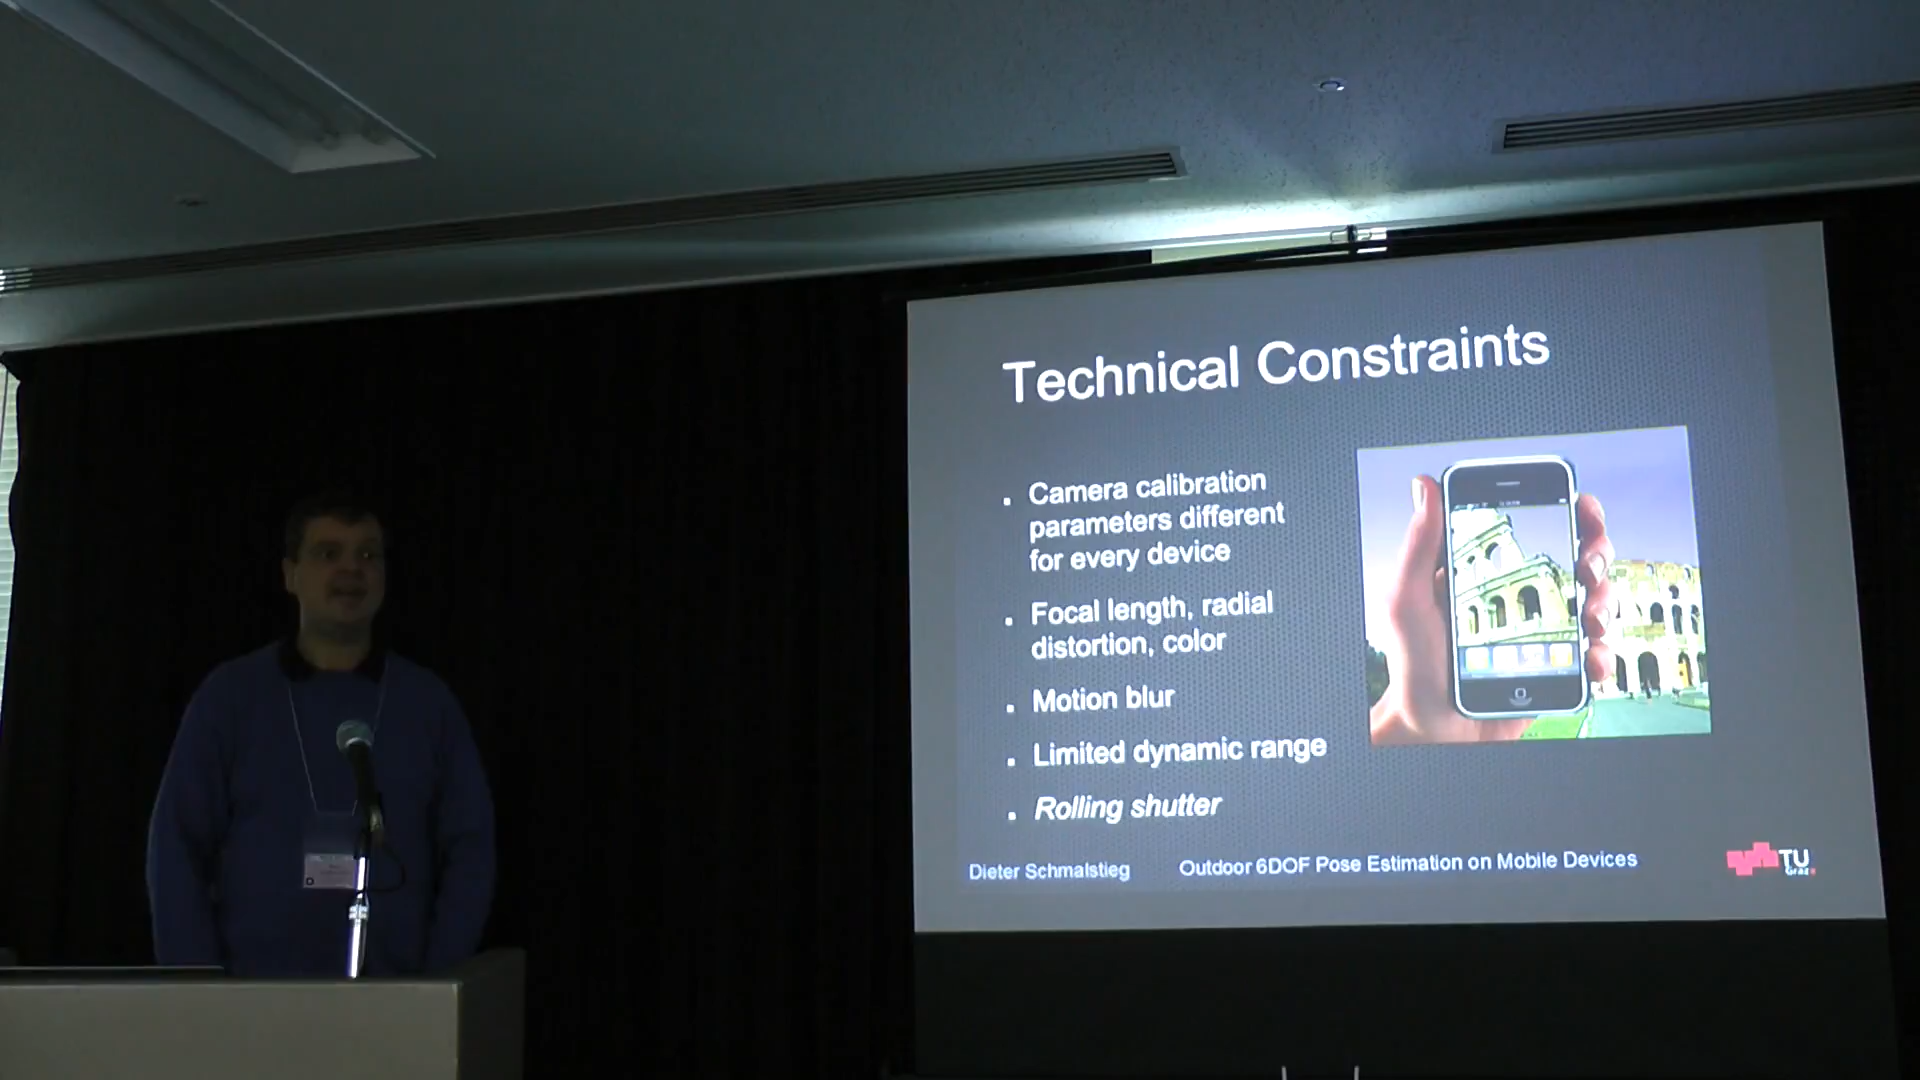 Technical Constraints
Camera calibration
parameters different
for every device
Focal length, radial
distortion, color
Motion blur
Limited dynamic range
Rolling shutter
Dieter Schmalstieg
Outdoor 6DOF Pose Estimation on Mobile Devices
TU
Graz